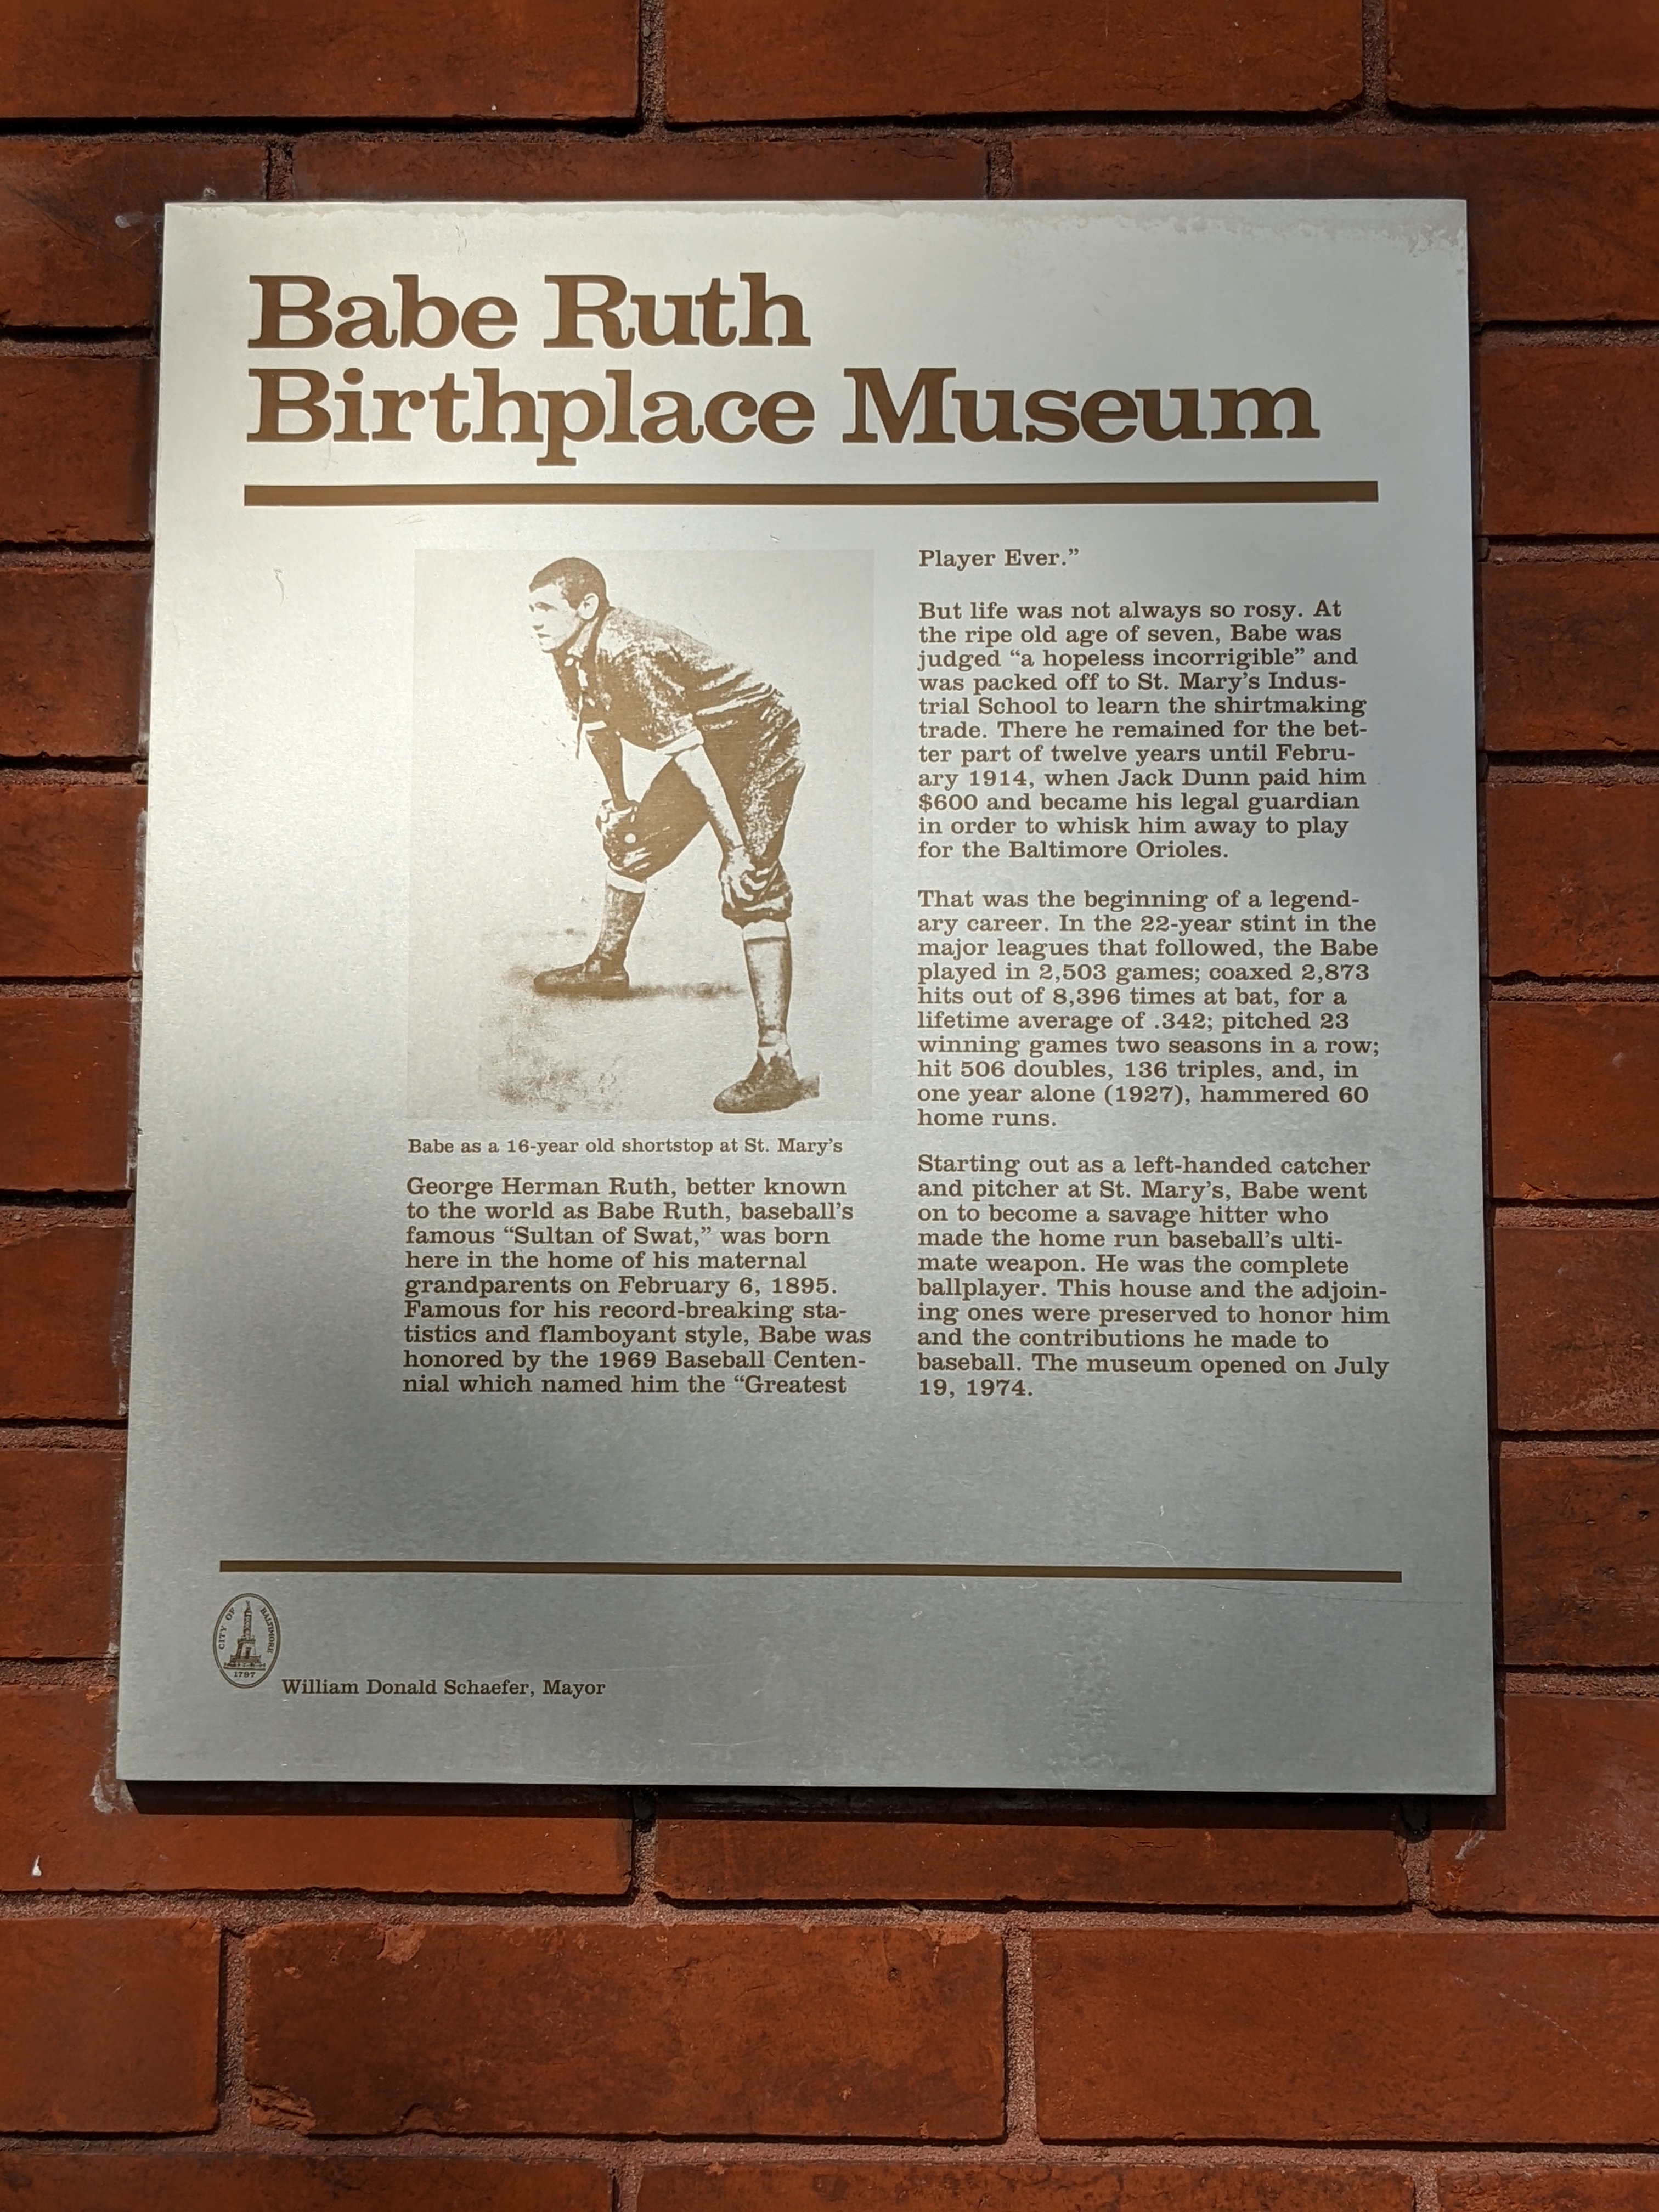 Babe Ruth
Birthplace Museum
Babe as a 16-year old shortstop at St. Mary's
George Herman Ruth, better known
to the world as Babe Ruth, baseball's
famous “Sultan of Swat,” was born
here in the home of his maternal
grandparents on February 6, 1895.
Famous for his record-breaking sta-
tistics and flamboyant style, Babe was
honored by the 1969 Baseball Centen-
nial which named him the “Greatest
Player Ever.”
But life was not always so rosy. At
the ripe old age of seven, Babe was
judged “a hopeless incorrigible” and
was packed off to St. Mary's Indus-
trial School to learn the shirtmaking
trade. There he remained for the bet-
ter part of twelve years until Febru-
ary 1914, when Jack Dunn paid him
$600 and became his legal guardian
in order to whisk him away to play
for the Baltimore Orioles.
That was the beginning of a legend-
ary career. In the 22-year stint in the
major leagues that followed, the Babe
played in 2,503 games; coaxed 2,873
hits out of 8,396 times at bat, for a
lifetime average of .342; pitched 23
winning games two seasons in a row;
hit 506 doubles, 136 triples, and, in
one year alone (1927), hammered 60
home runs.
Starting out as a left-handed catcher
and pitcher at St. Mary's, Babe went
on to become a savage hitter who
made the home run baseball's ulti-
mate weapon. He was the complete
ballplayer. This house and the adjoin-
ing ones were preserved to honor him
and the contributions he made to
baseball. The museum opened on July
19, 1974.
CITY OF BALTIMORE
1797
William Donald Schaefer, Mayor